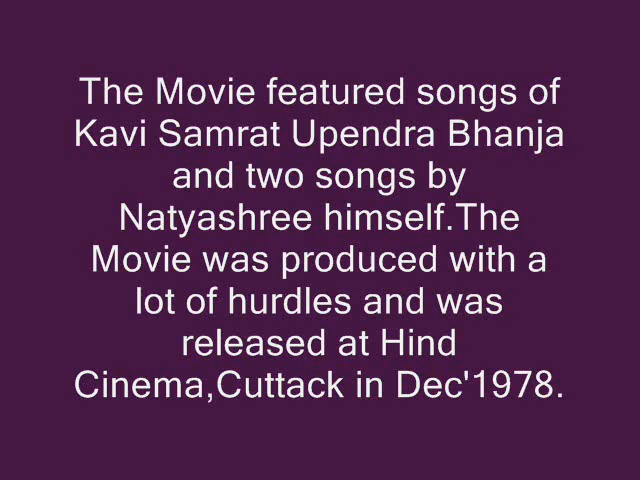 The Movie featured songs of
Kavi Samrat Upendra Bhanja
and two songs by
Natyashree himself.The
Movie was produced with a
lot of hurdles and was
released at Hind
Cinema,Cuttack in Dec'1978.